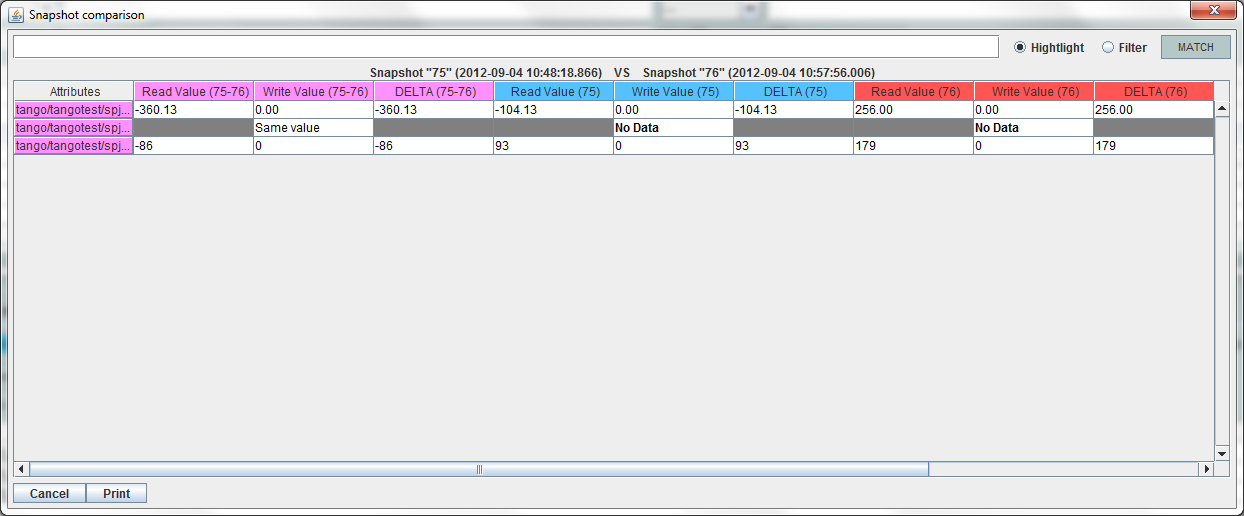 Snapshot comparison
Hightlight Filter MATCH
Snapshot "75" (2012-09-04 10:48:18.866) VS Snapshot "76" (2012-09-04 10:57:56.006)
Attributes Read Value (75-76) Write Value (75-76) DELTA (75-76) Read Value (75) Write Value (75) DELTA (75) Read Value (76) Write Value (76) DELTA (76)
tango/tangotest/spj... -360.13 0.00 -360.13 -104.13 0.00 -104.13 256.00 0.00 256.00
tango/tangotest/spj... Same value No Data No Data
tango/tangotest/spj... -86 0 -86 93 0 93 179 0 179
Cancel Print